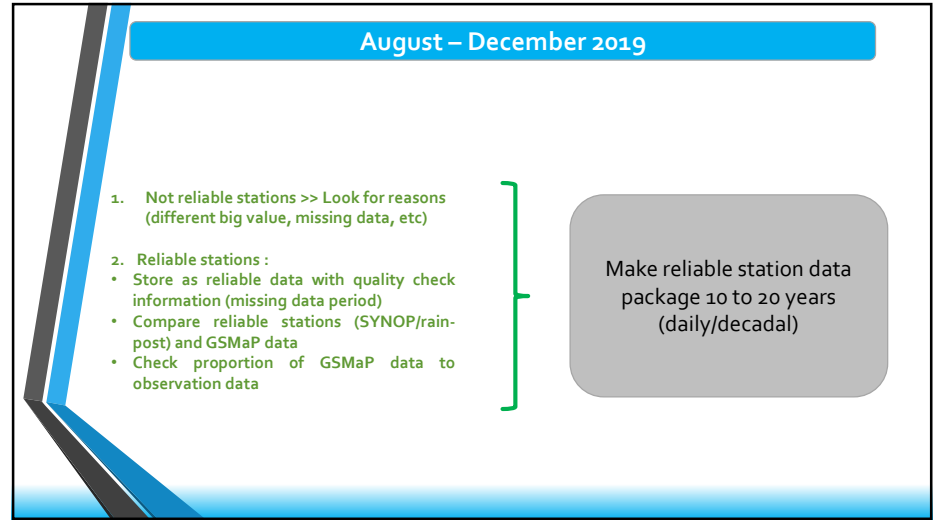 August – December 2019
1. Not reliable stations >> Look for reasons
(different big value, missing data, etc)
2. Reliable stations :
• Store as reliable data with quality check
information (missing data period)
• Compare reliable stations (SYNOP/rain-
post) and GSMaP data
• Check proportion of GSMaP data to
observation data
Make reliable station data
package 10 to 20 years
(daily/decadal)